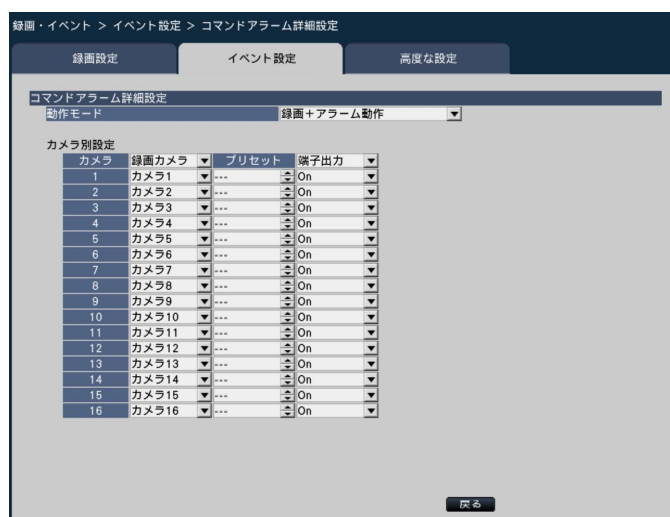 録画・イベント > イベント設定 > コマンドアラーム詳細設定
録画設定 イベント設定 高度な設定
コマンドアラーム詳細設定
動作モード 録画+アラーム動作
カメラ別設定
カメラ 録画カメラ プリセット 端子出力
1 カメラ1 --- On
2 カメラ2 --- On
3 カメラ3 --- On
4 カメラ4 --- On
5 カメラ5 --- On
6 カメラ6 --- On
7 カメラ7 --- On
8 カメラ8 --- On
9 カメラ9 --- On
10 カメラ10 --- On
11 カメラ11 --- On
12 カメラ12 --- On
13 カメラ13 --- On
14 カメラ14 --- On
15 カメラ15 --- On
16 カメラ16 --- On
戻る